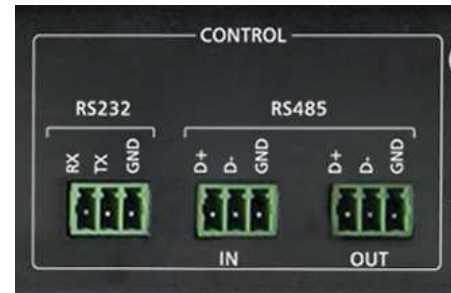 CONTROL
RS232 RS485
RX TX GND D+ D- GND D+ D- GND
IN OUT